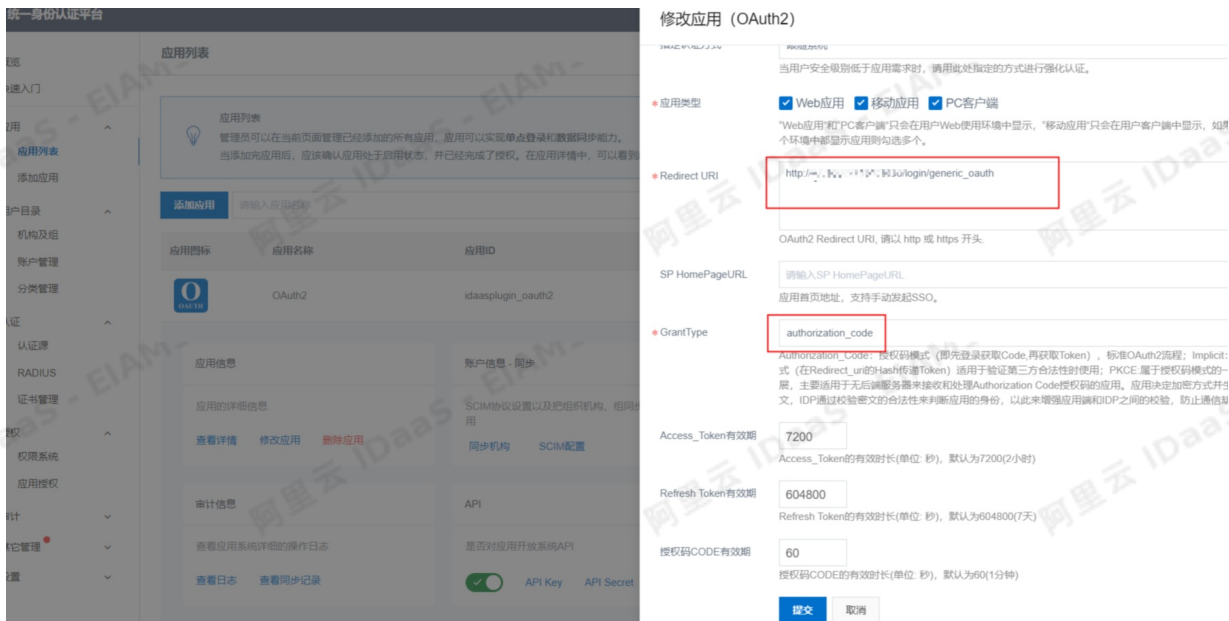 统一身份认证平台
应用列表
应用列表
管理员可以在当前页面管理已经添加的所有应用，应用可以实现单点登录和数据同步能力。
当添加完应用后，应该确认应用处于启用状态，并已经完成了授权。在应用详情中，可以看到
快速入门
应用列表
添加应用
机构及组
账户管理
分类管理
认证源
RADIUS
证书管理
权限系统
应用授权
添加应用 请输入应用名称
应用图标 应用名称 应用ID
OAUTH OAuth2 idaasplugin_oauth2
应用信息 账户信息 - 同步
应用的详细信息 SCIM协议设置以及把组织机构、组同步
用
查看详情 修改应用 删除应用 同步机构 SCIM配置
审计信息 API
查看应用系统详细的操作日志 是否对应用开放系统API
查看日志 查看同步记录 API Key API Secret
修改应用（OAuth2）
当用户安全级别低于应用需求时，请用此处指定的方式进行强化认证。
* 应用类型 Web应用 移动应用 PC客户端
"Web应用"和"PC客户端"只会在用户Web使用环境中显示，"移动应用"只会在用户客户端中显示，如果
个环境中都显示应用则勾选多个。
* Redirect URI /login/generic_oauth
OAuth2 Redirect URI, 请以 http 或 https 开头.
SP HomePageURL 请输入SP HomePageURL
应用首页地址，支持手动发起SSO。
* GrantType authorization_code
Authorization_Code：授权码模式（即先登录获取Code,再获取Token），标准OAuth2流程；Implicit:
式（在Redirect_uri的Hash传递Token）适用于验证第三方合法性时使用；PKCE:属于授权码模式的一
层，主要适用于无后端服务器来接收和处理Authorization Code授权码的应用。应用决定加密方式并生
文，IDP通过校验密文的合法性来判断应用的身份，以此来增强应用端和IDP之间的校验，防止通信劫
Access_Token有效期 7200
Access_Token的有效时长(单位: 秒)，默认为7200(2小时)
Refresh Token有效期 604800
Refresh Token的有效时长(单位: 秒)，默认为604800(7天)
授权码CODE有效期 60
授权码CODE的有效时长(单位: 秒)，默认为60(1分钟)
提交 取消
阿里云 IDaaS - EIAM-